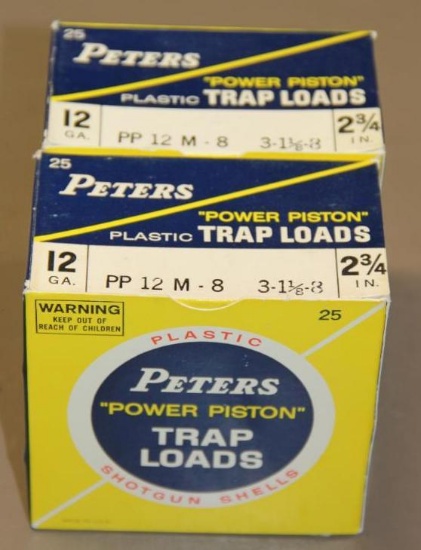 25
PETERS
"POWER PISTON"
PLASTIC TRAP LOADS
12 GA.
PP 12 M - 8 3-1⅛-8
2¾ IN.
25
PETERS
"POWER PISTON"
PLASTIC TRAP LOADS
12 GA.
PP 12 M - 8 3-1⅛-8
2¾ IN.
WARNING
KEEP OUT OF
REACH OF CHILDREN
25
PLASTIC
PETERS
"POWER PISTON"
TRAP
LOADS
SHOTGUN SHELLS